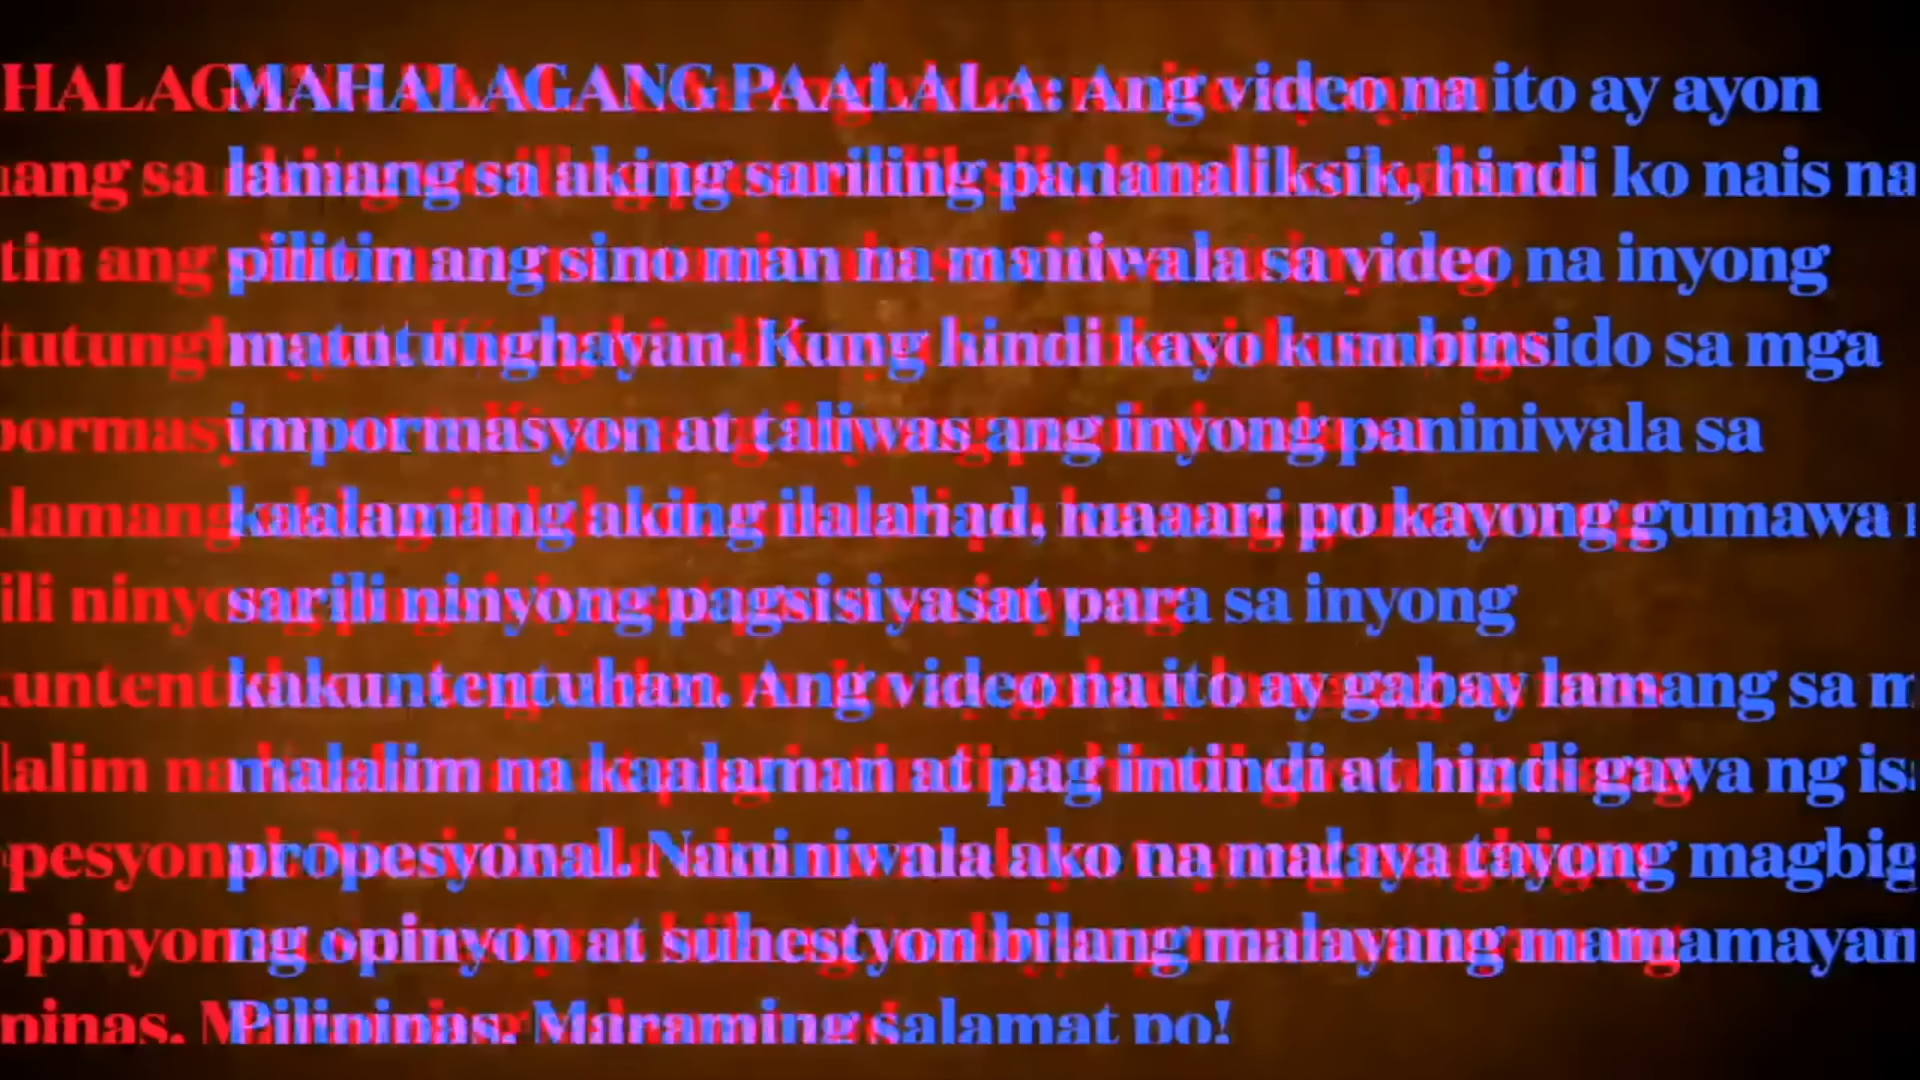 MAHALAGANG PAALALA: Ang video na ito ay ayon
lamang sa aking sariling pananaliksik, hindi ko nais na
pilitin ang sino man na maniwala sa video na inyong
matutunghayan. Kung hindi kayo kumbinsido sa mga
impormasyon at taliwas ang inyong paniniwala sa
kaalamang aking ilalahad, maaari po kayong gumawa
sarili ninyong pagsisiyasat para sa inyong
kakuntentuhan. Ang video na ito ay gabay lamang sa m
malalim na kaalaman at pag intindi at hindi gawa ng is
propesyonal. Naniniwala ako na malaya tayong magbig
ng opinyon at suhestyon bilang malayang mamamayan
Pilipinas. Maraming salamat po!